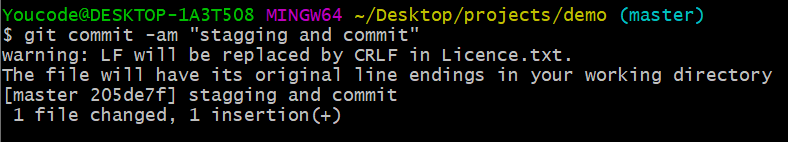 Youcode@DESKTOP-1A3T508 MINGW64 ~/Desktop/projects/demo (master)
$ git commit -am "stagging and commit"
warning: LF will be replaced by CRLF in Licence.txt.
The file will have its original line endings in your working directory
[master 205de7f] stagging and commit
 1 file changed, 1 insertion(+)